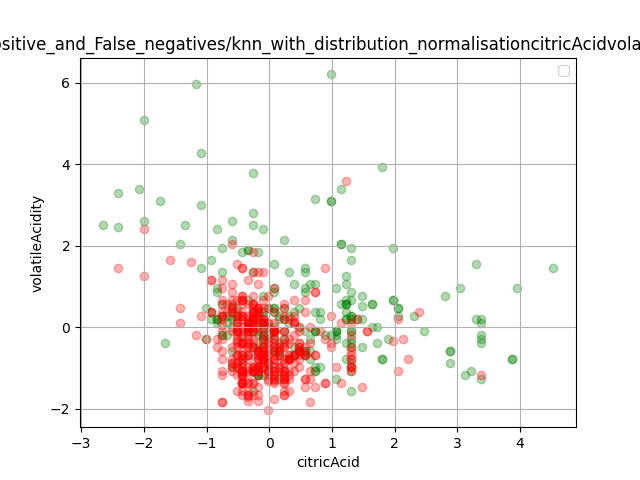 ositive_and_False_negatives/knn_with_distribution_normalisationcitricAcidvola
6
4
2
0
−2
volatileAcidity
−3 −2 −1 0 1 2 3 4
citricAcid